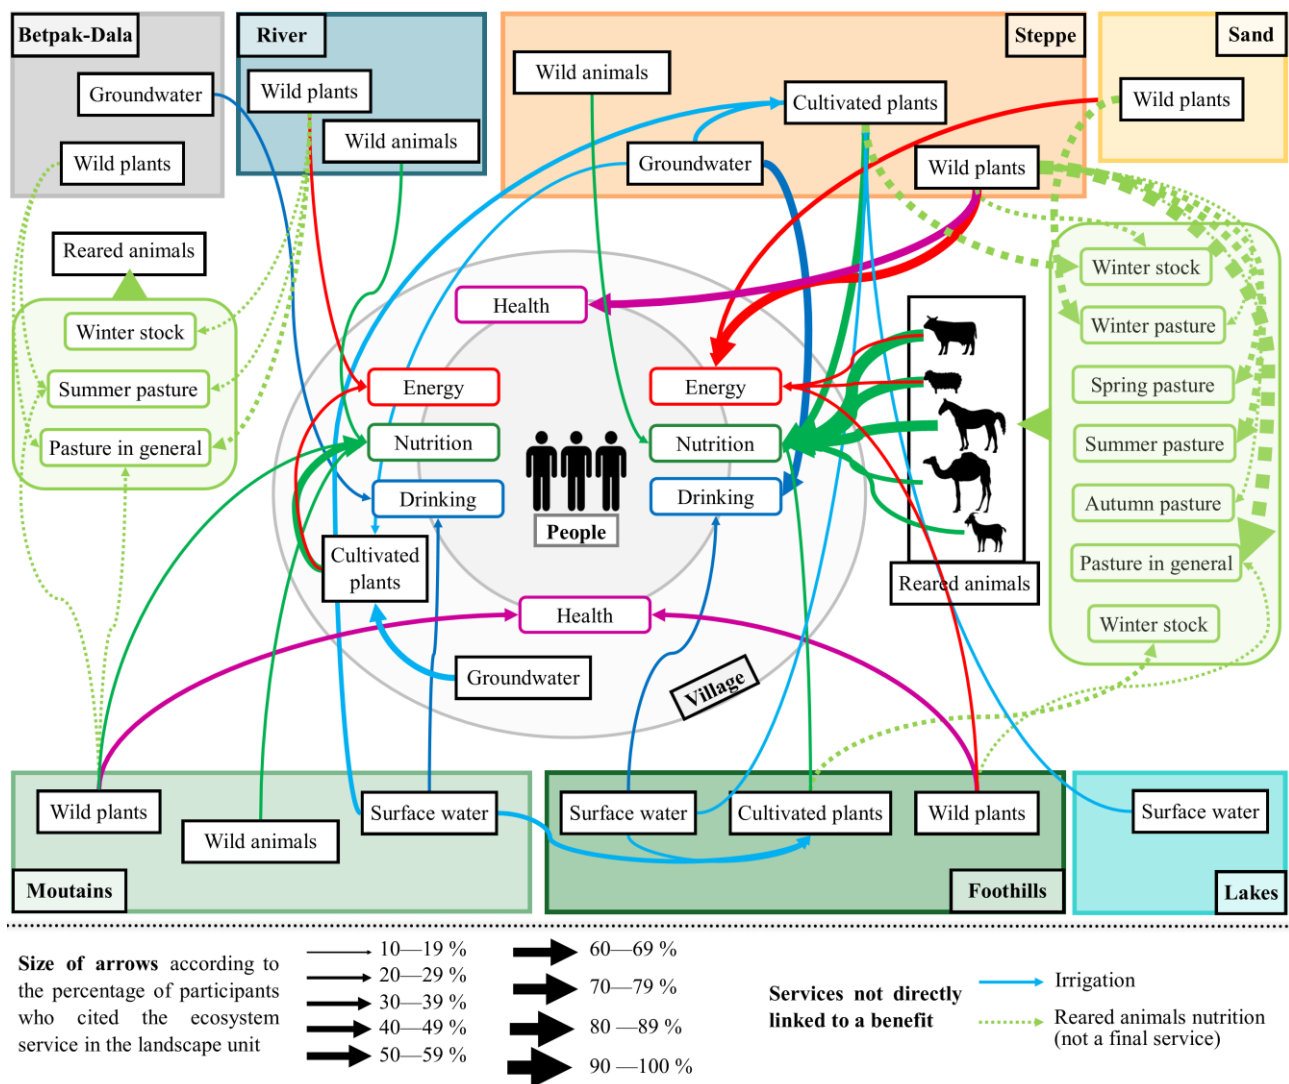 Betpak-Dala
River
Steppe
Sand
Groundwater
Wild plants
Wild plants
Wild animals
Wild animals
Cultivated plants
Groundwater
Wild plants
Wild plants
Reared animals
Winter stock
Summer pasture
Pasture in general
Health
Energy
Nutrition
Drinking
Energy
Nutrition
Drinking
People
Cultivated
plants
Health
Groundwater
Village
Reared animals
Winter stock
Winter pasture
Spring pasture
Summer pasture
Autumn pasture
Pasture in general
Winter stock
Wild plants
Wild animals
Surface water
Moutains
Surface water
Cultivated plants
Wild plants
Foothills
Surface water
Lakes
Size of arrows according to
the percentage of participants
who cited the ecosystem
service in the landscape unit
10—19 %
20—29 %
30—39 %
40—49 %
50—59 %
60—69 %
70—79 %
80 —89 %
90 —100 %
Services not directly
linked to a benefit
Irrigation
Reared animals nutrition
(not a final service)